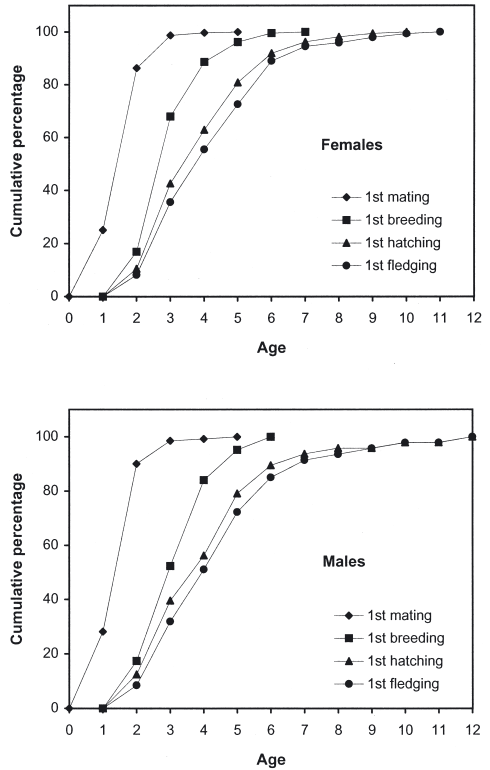 100
80
60
40
20
0
Cumulative percentage
Females
1st mating
1st breeding
1st hatching
1st fledging
0 1 2 3 4 5 6 7 8 9 10 11 12
Age
100
80
60
40
20
0
Cumulative percentage
Males
1st mating
1st breeding
1st hatching
1st fledging
0 1 2 3 4 5 6 7 8 9 10 11 12
Age